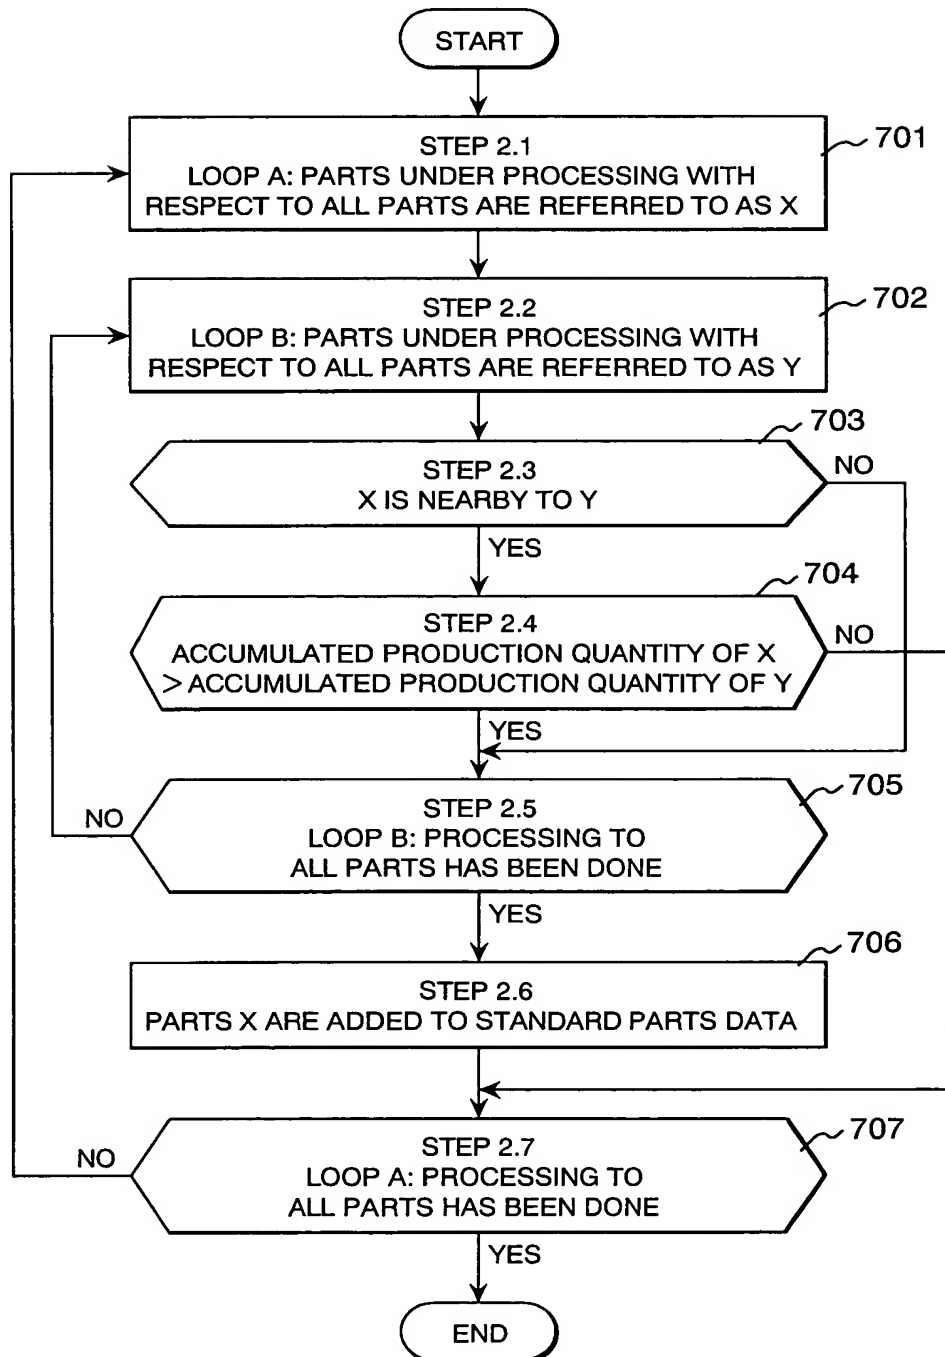 START
701
STEP 2.1
LOOP A: PARTS UNDER PROCESSING WITH
RESPECT TO ALL PARTS ARE REFERRED TO AS X
702
STEP 2.2
LOOP B: PARTS UNDER PROCESSING WITH
RESPECT TO ALL PARTS ARE REFERRED TO AS Y
703
STEP 2.3
X IS NEARBY TO Y
NO
YES
704
STEP 2.4
ACCUMULATED PRODUCTION QUANTITY OF X
> ACCUMULATED PRODUCTION QUANTITY OF Y
NO
YES
705
STEP 2.5
LOOP B: PROCESSING TO
ALL PARTS HAS BEEN DONE
NO
YES
706
STEP 2.6
PARTS X ARE ADDED TO STANDARD PARTS DATA
707
STEP 2.7
LOOP A: PROCESSING TO
ALL PARTS HAS BEEN DONE
NO
YES
END